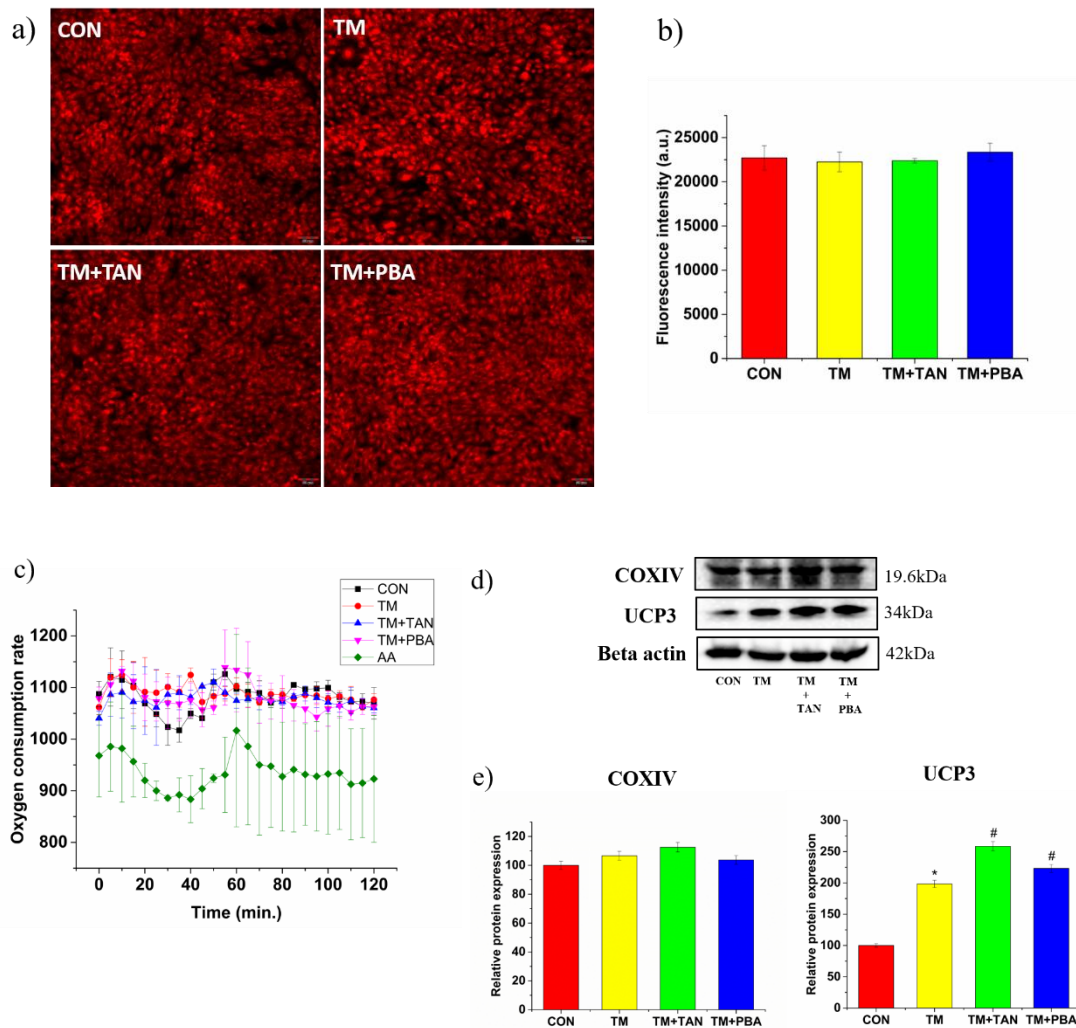 a)
CON
TM
TM+TAN
TM+PBA
b)
Fluorescence intensity (a.u.)
25000
20000
15000
10000
5000
0
CON TM TM+TAN TM+PBA
c)
Oxygen consumption rate
1200
1100
1000
900
800
0 20 40 60 80 100 120
Time (min.)
CON
TM
TM+TAN
TM+PBA
AA
d)
COXIV 19.6kDa
UCP3 34kDa
Beta actin 42kDa
CON TM TM + TAN TM + PBA
e)
COXIV
Relative protein expression
120
100
80
60
40
20
0
CON TM TM+TAN TM+PBA
UCP3
Relative protein expression
300
250
200
150
100
50
0
*
#
#
CON TM TM+TAN TM+PBA